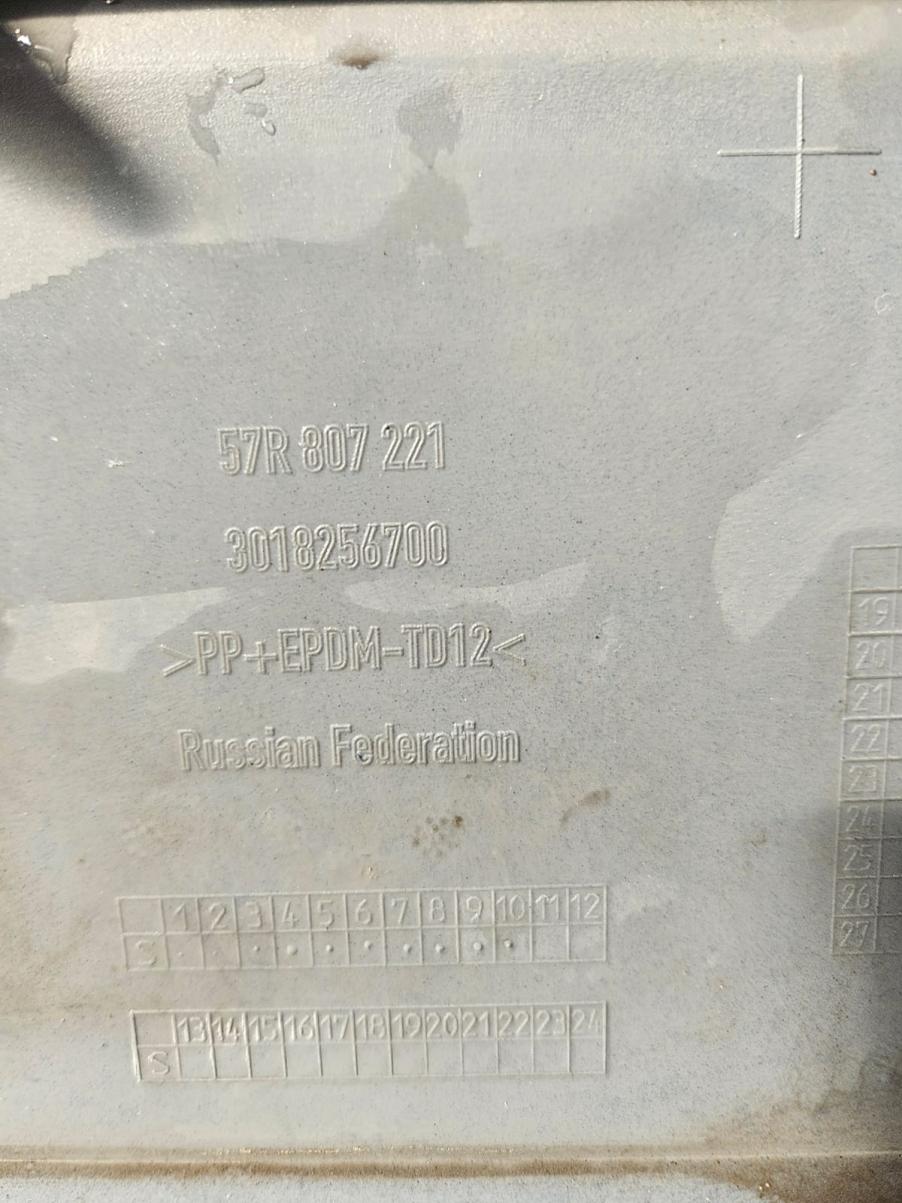 57R 807 221
3018256700
>PP+EPDM-TD12<
Russian Federation
19
20
21
22
23
24
25
26
27
1 2 3 4 5 6 7 8 9 10 11 12
S
13 14 15 16 17 18 19 20 21 22 23 24
S